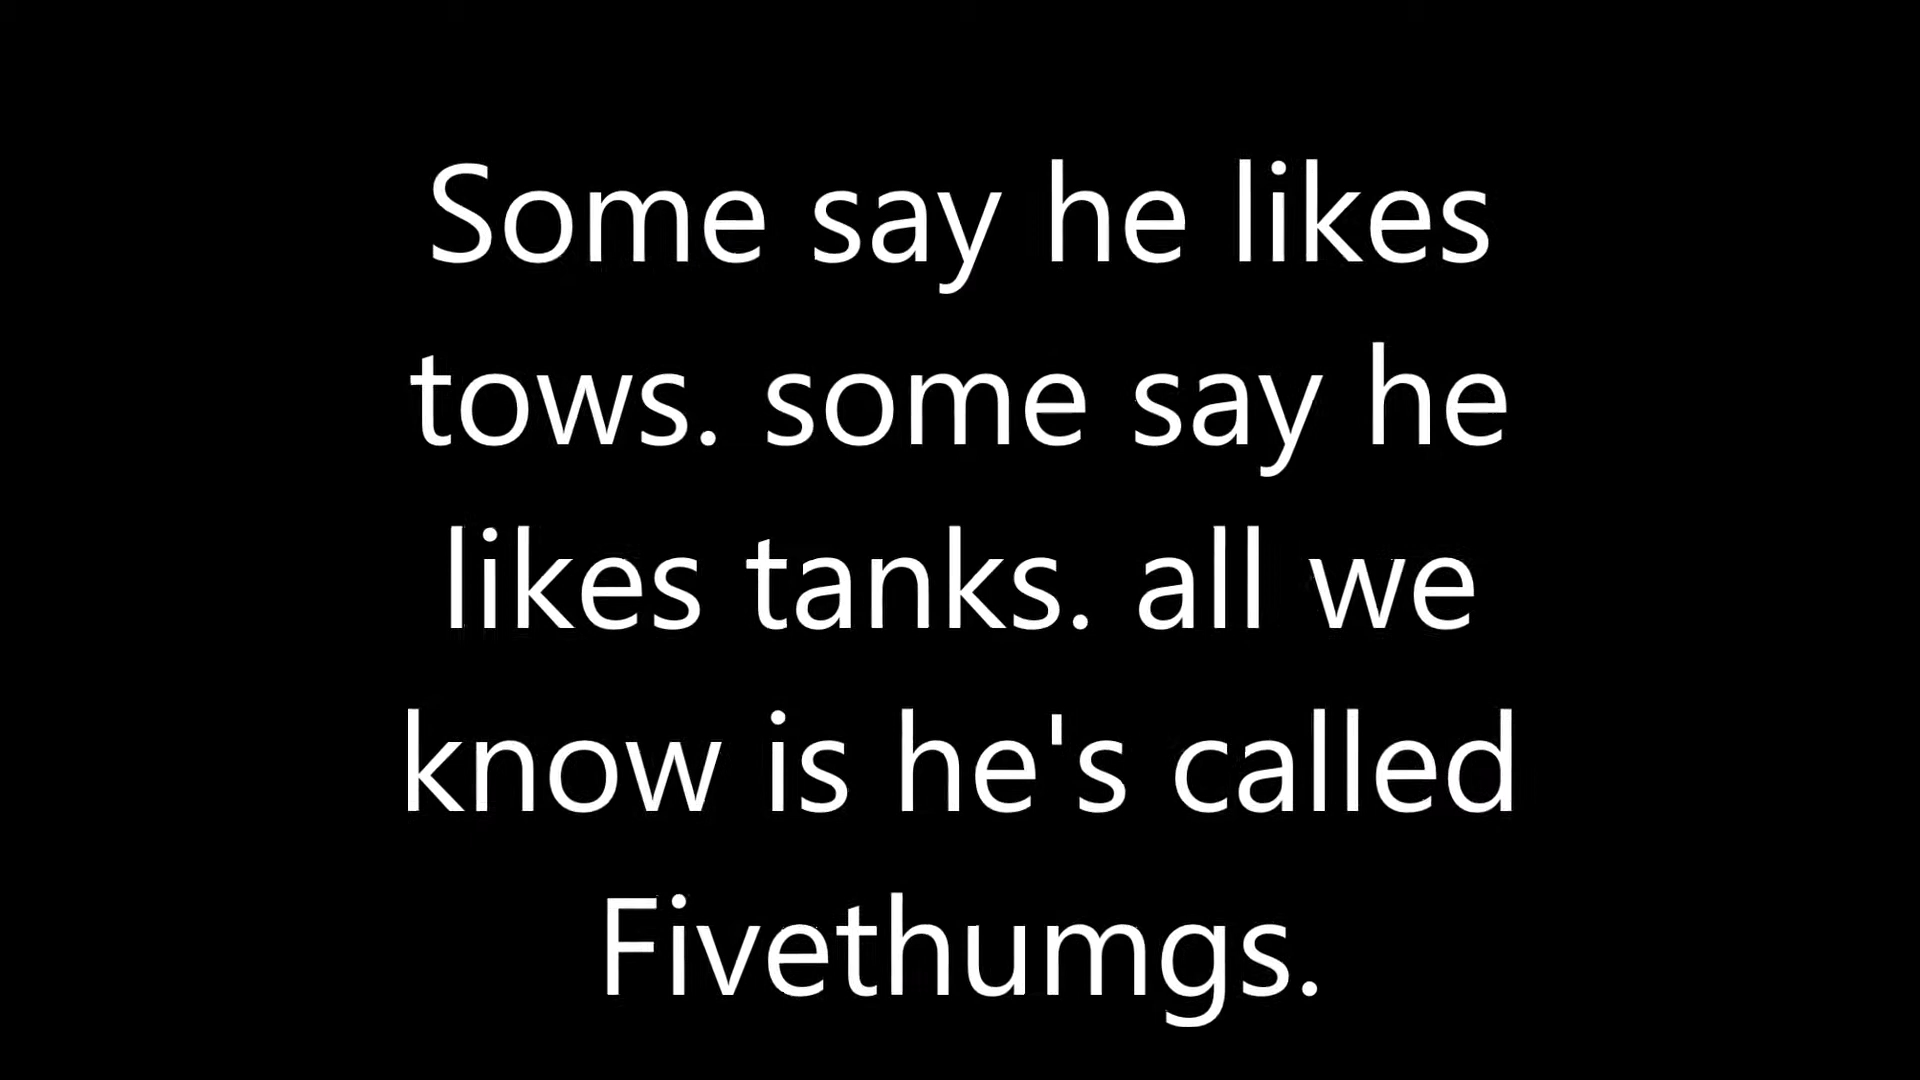 Some say he likes
tows. some say he
likes tanks. all we
know is he's called
Fivethumgs.